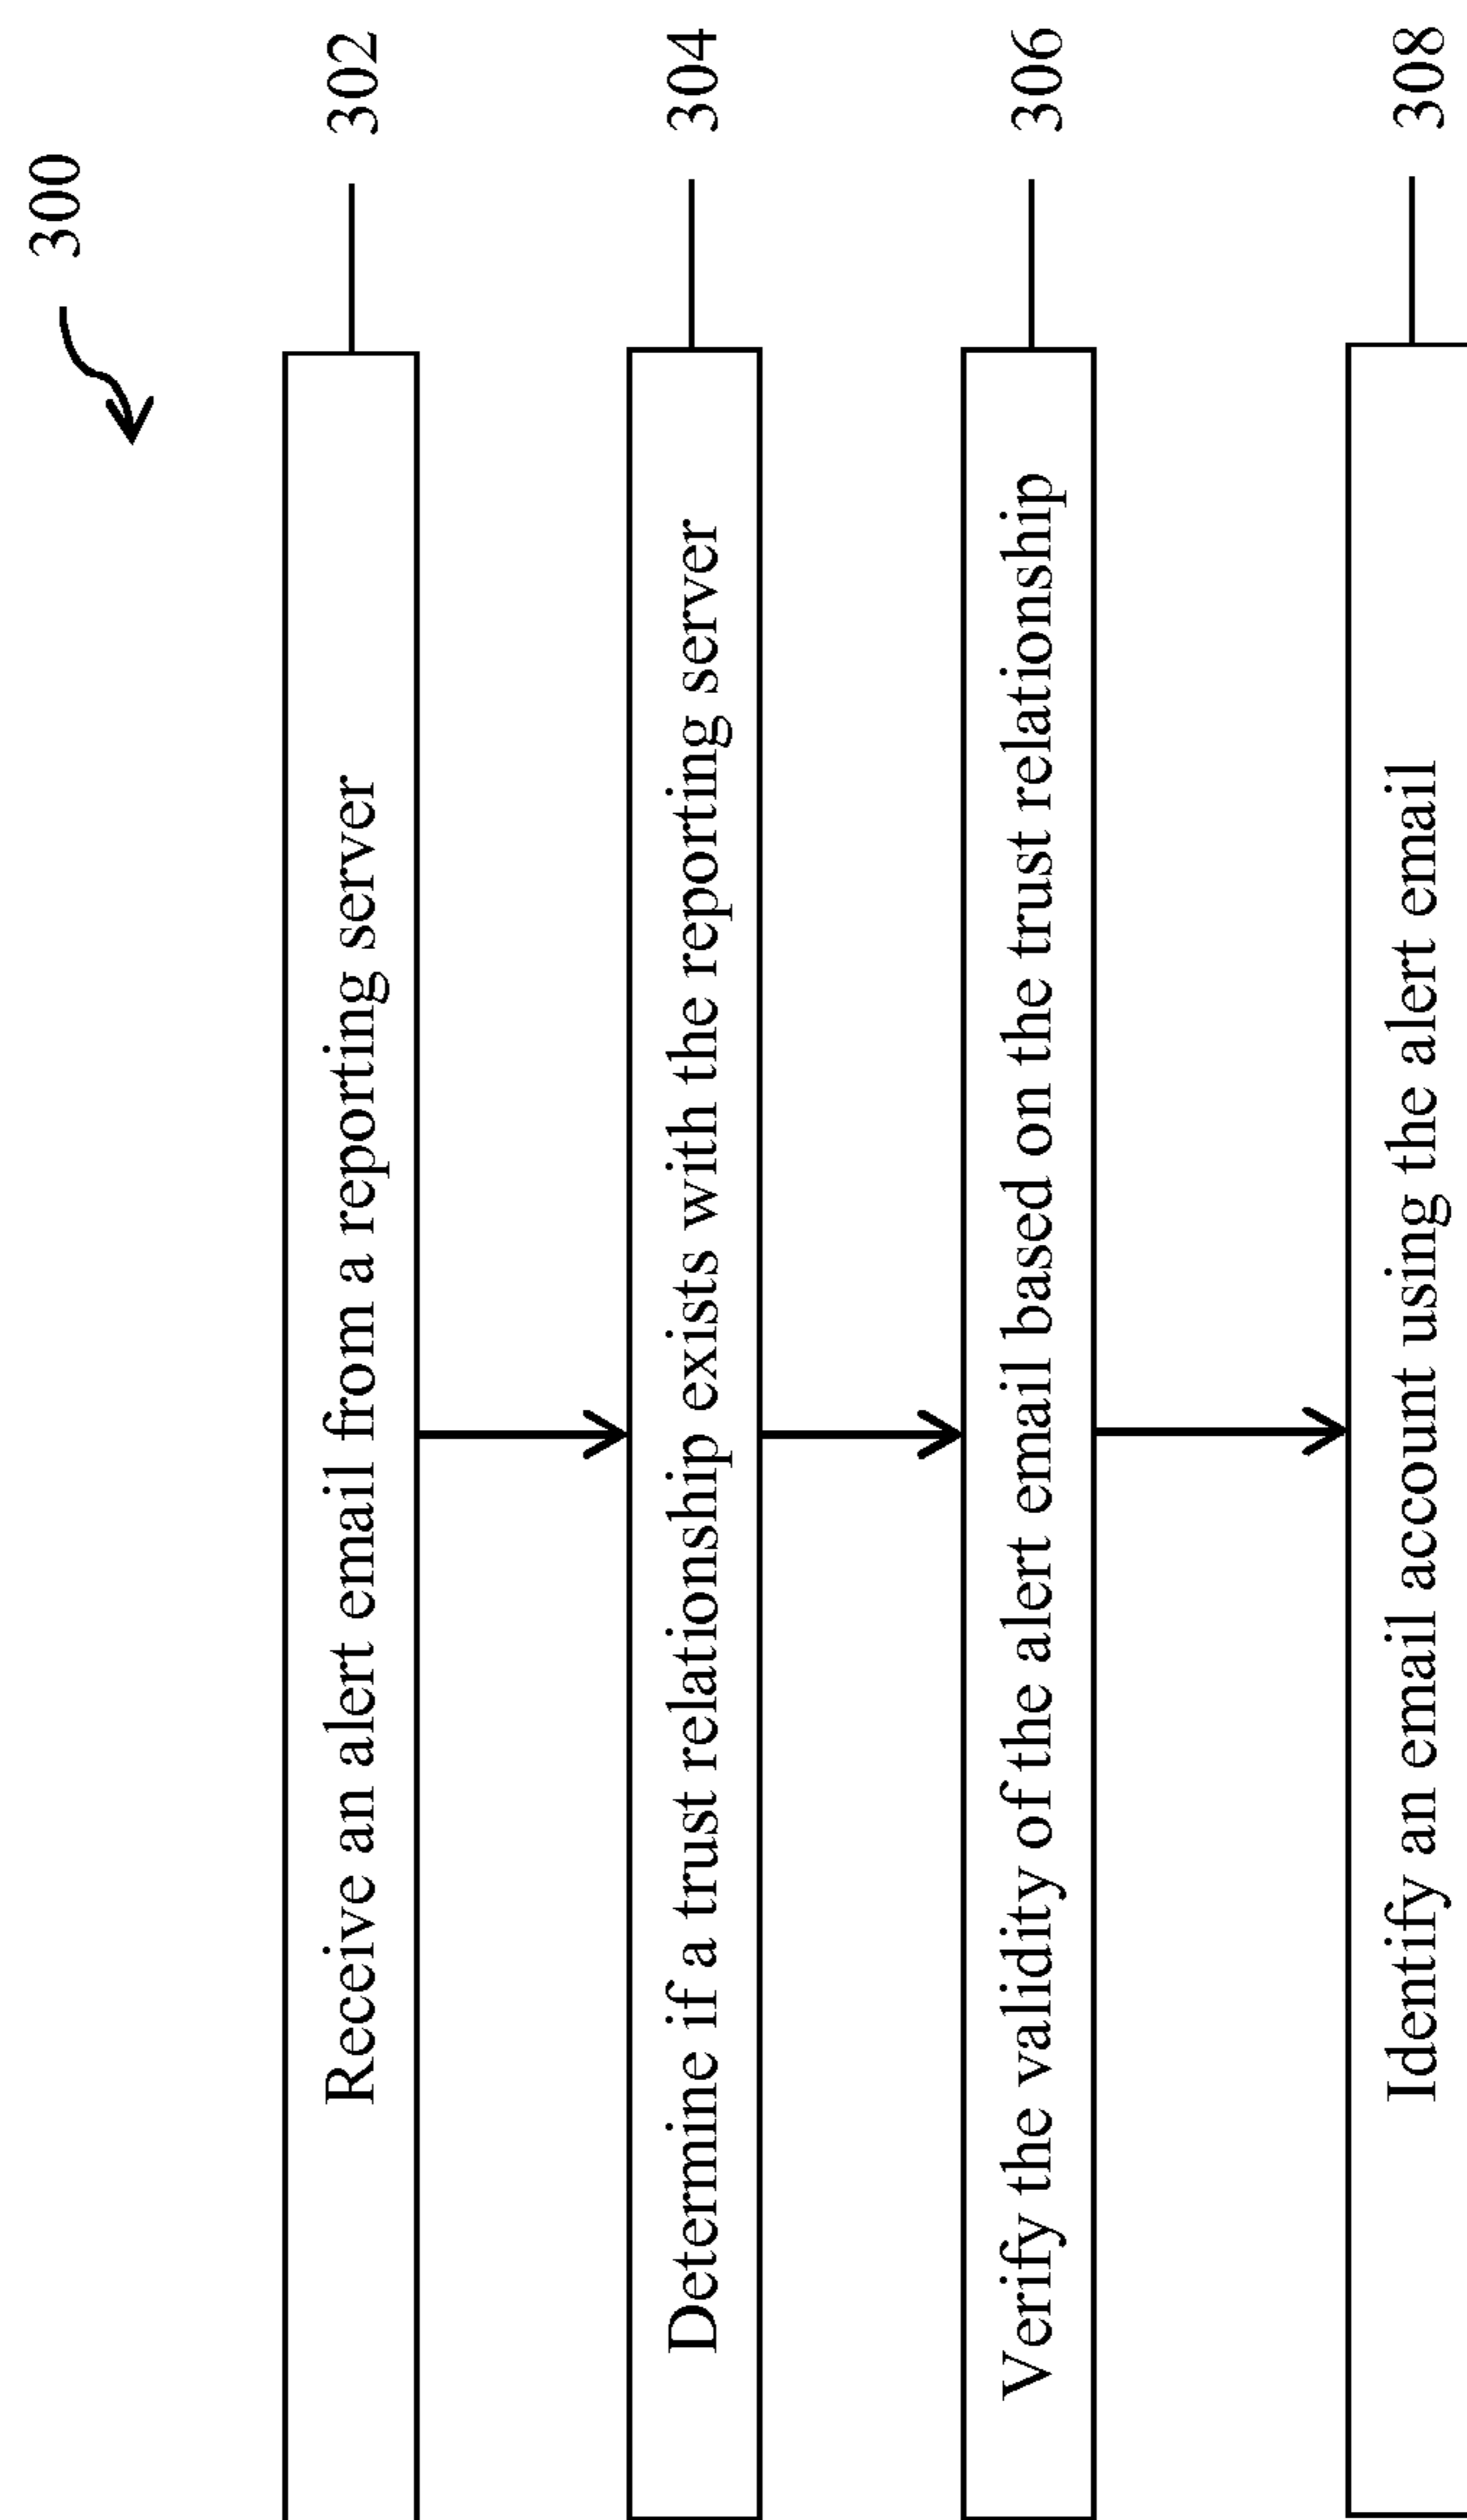 300
Receive an alert email from a reporting server
302
Determine if a trust relationship exists with the reporting server
304
Verify the validity of the alert email based on the trust relationship
306
Identify an email account using the alert email
308